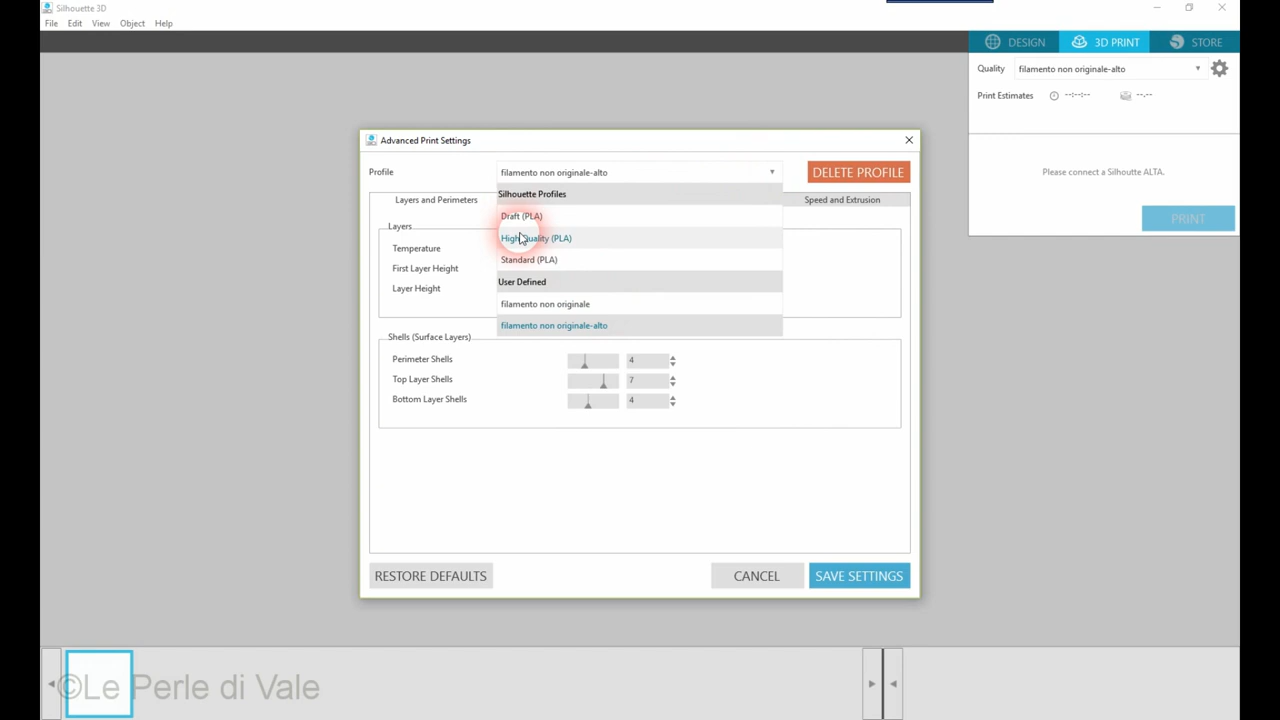 Silhouette 3D
File Edit View Object Help
DESIGN 3D PRINT STORE
Quality filamento non originale-alto
Print Estimates --:--:-- --.--
Please connect a Silhoutte ALTA.
PRINT
Advanced Print Settings
Profile filamento non originale-alto DELETE PROFILE
Silhouette Profiles
Layers and Perimeters Speed and Extrusion
Draft (PLA)
Layers
High Quality (PLA)
Temperature
Standard (PLA)
First Layer Height
User Defined
Layer Height
filamento non originale
filamento non originale-alto
Shells (Surface Layers)
Perimeter Shells 4
Top Layer Shells 7
Bottom Layer Shells 4
RESTORE DEFAULTS CANCEL SAVE SETTINGS
©Le Perle di Vale